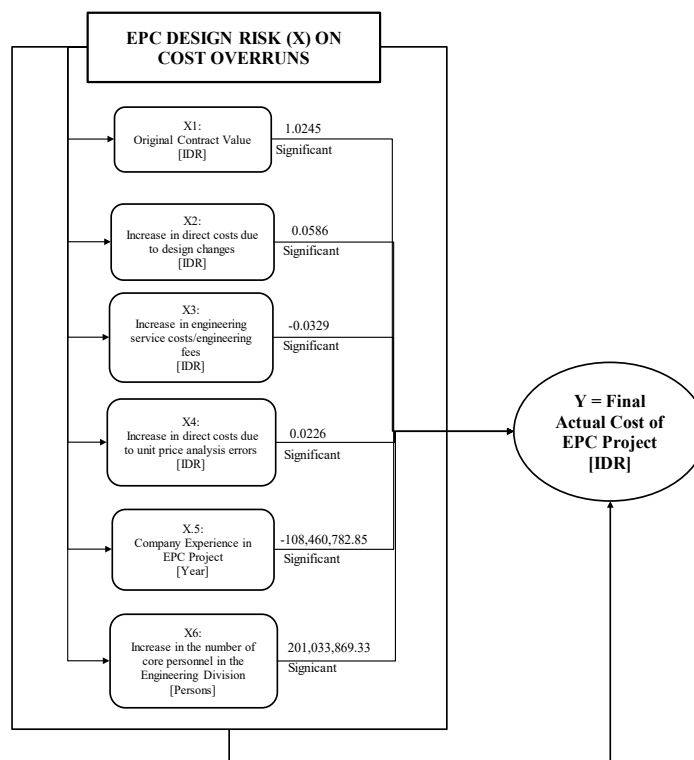 EPC DESIGN RISK (X) ON
COST OVERRUNS
X1:
Original Contract Value
[IDR]
1.0245
Significant
X2:
Increase in direct costs due
to design changes
[IDR]
0.0586
Significant
X3:
Increase in engineering
service costs/engineering
fees
[IDR]
-0.0329
Significant
X4:
Increase in direct costs due
to unit price analysis errors
[IDR]
0.0226
Significant
X.5:
Company Experience in
EPC Project
[Year]
-108,460,782.85
Significant
X6:
Increase in the number of
core personnel in the
Engineering Division
[Persons]
201,033,869.33
Signicant
Y = Final
Actual Cost of
EPC Project
[IDR]